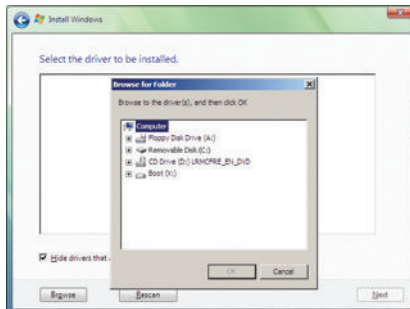 Install Windows
Select the driver to be installed.
Browse for Folder
Browse to the driver(s), and then click OK
Computer
Floppy Disk Drive (A:)
Removable Disk (C:)
CD Drive (D:) LRMCFRE_EN_DVD
Boot (X:)
Hide drivers that
OK
Cancel
Browse
Rescan
Next